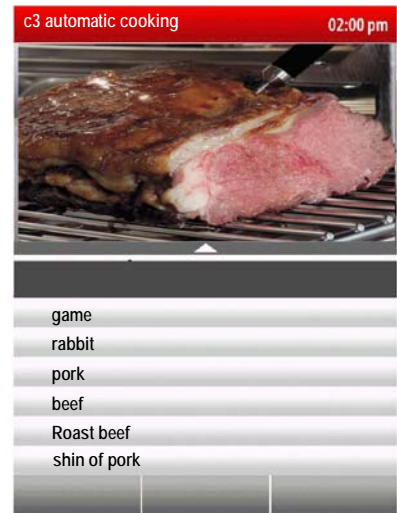 c3 automatic cooking
02:00 pm
game
rabbit
pork
beef
Roast beef
shin of pork